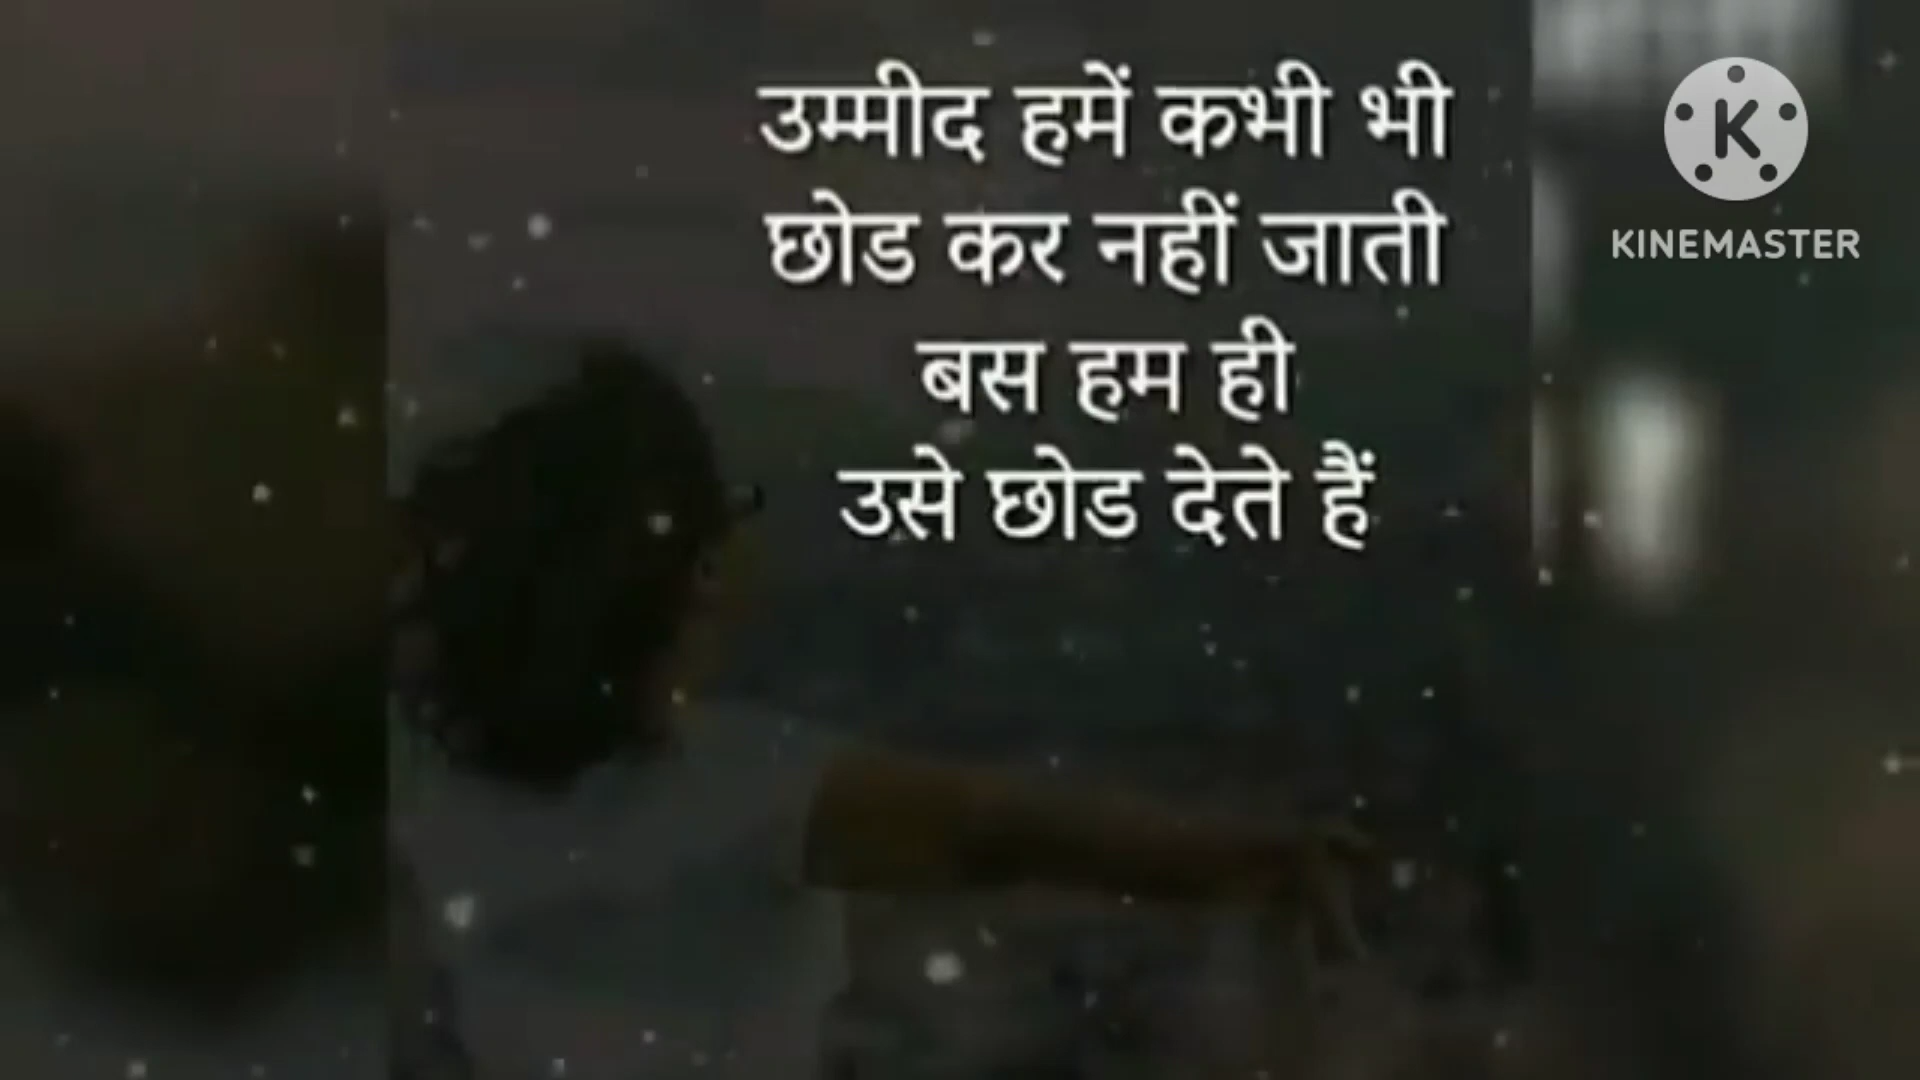 उम्मीद हमें कभी भी
छोड कर नहीं जाती
बस हम ही
उसे छोड देते हैं
K
KINEMASTER